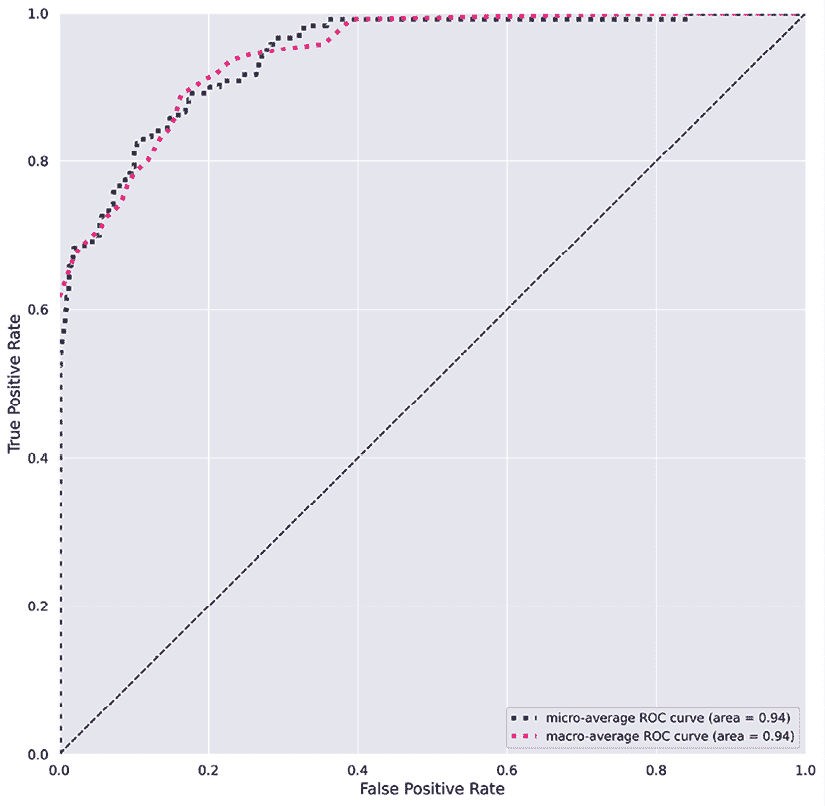 1.0
0.8
0.6
0.4
0.2
0.0
True Positive Rate
micro-average ROC curve (area = 0.94)
macro-average ROC curve (area = 0.94)
0.0 0.2 0.4 0.6 0.8 1.0
False Positive Rate